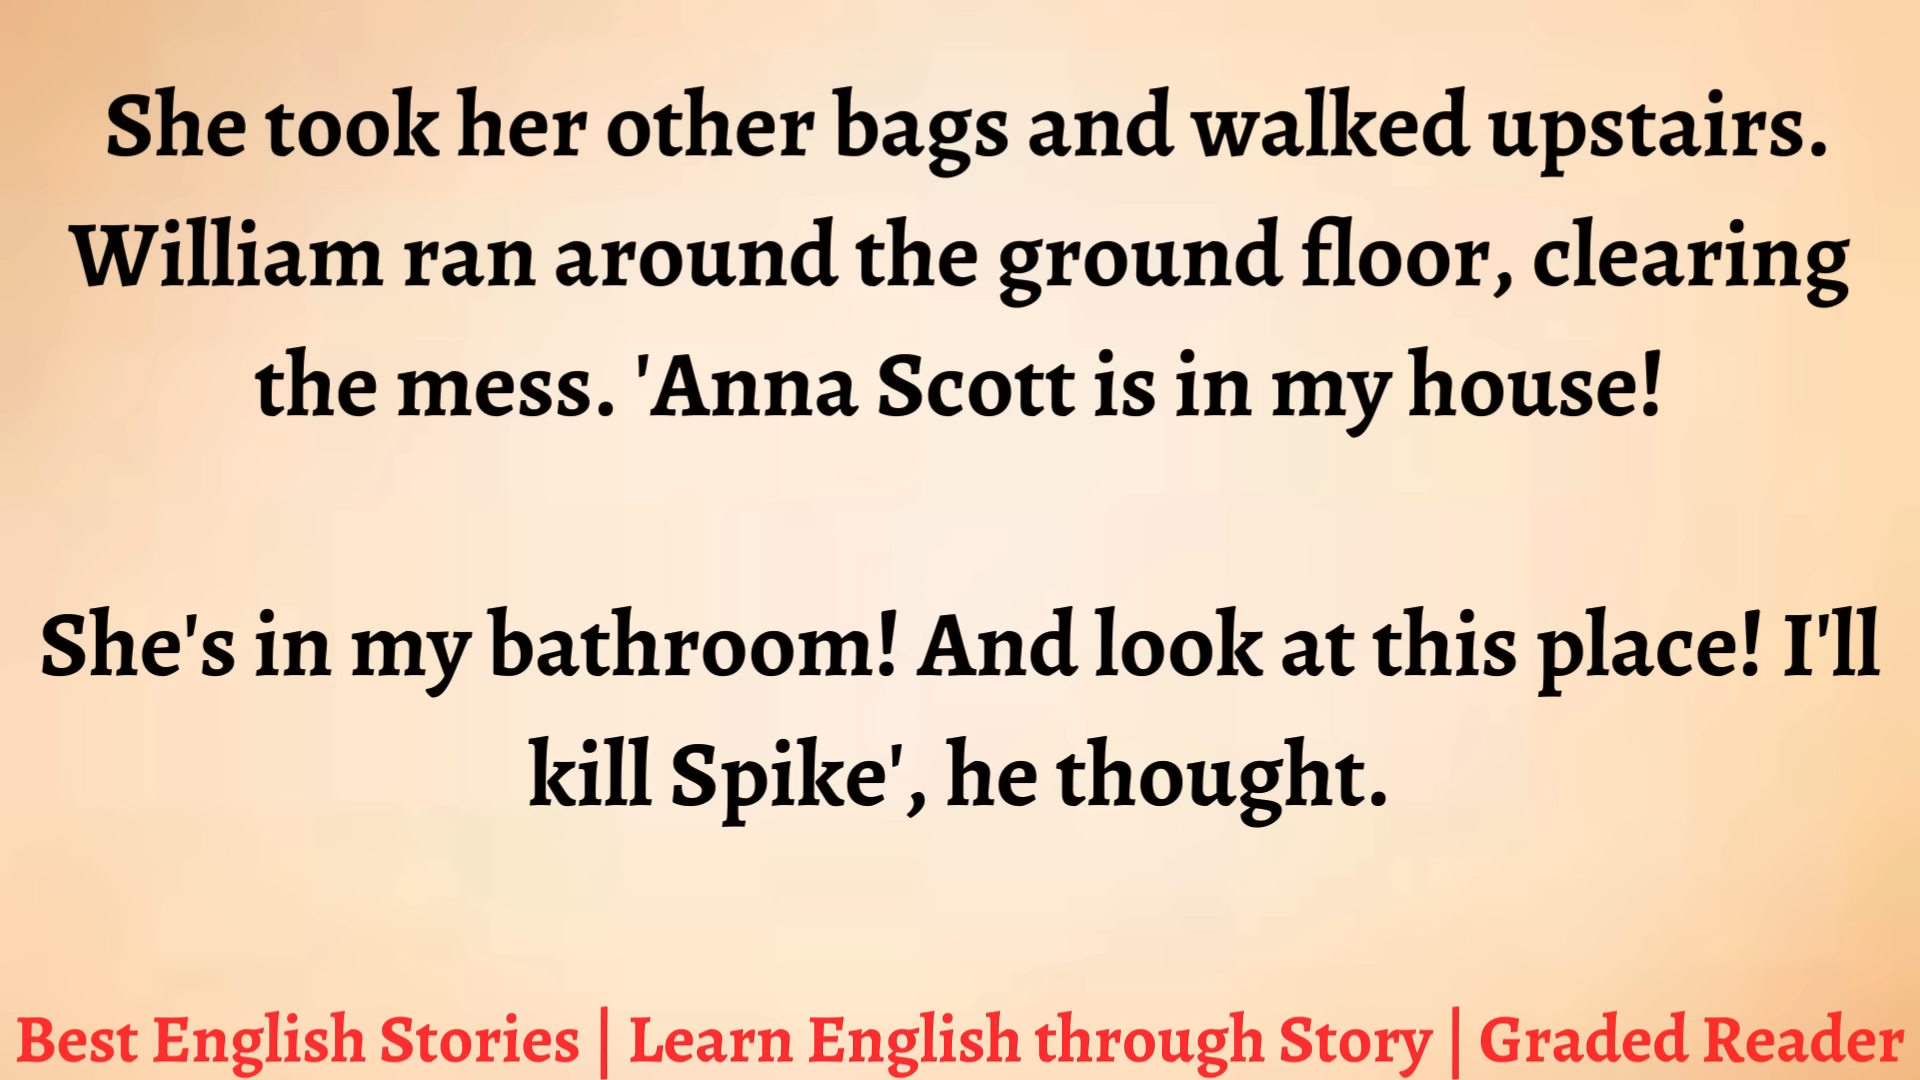 She took her other bags and walked upstairs.
William ran around the ground floor, clearing
the mess. 'Anna Scott is in my house!
She's in my bathroom! And look at this place! I'll
kill Spike', he thought.
Best English Stories | Learn English through Story | Graded Reader